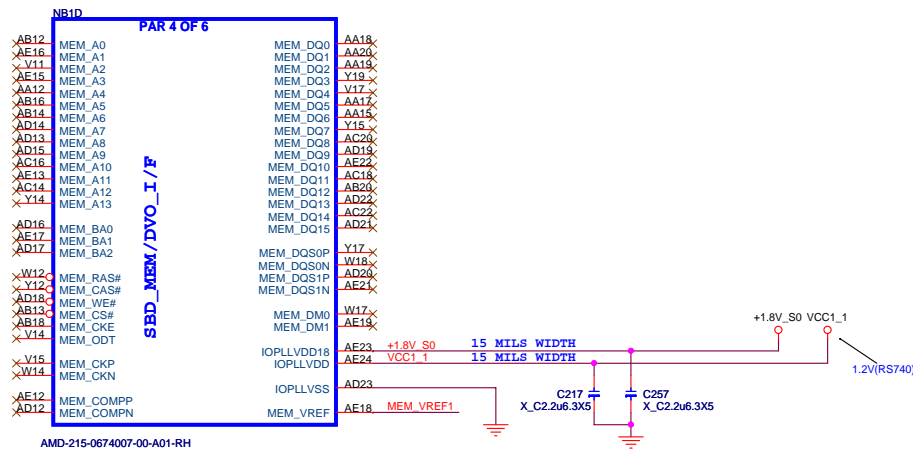 NB1D
PAR 4 OF 6
AB12 MEM_A0 MEM_DQ0 AA18
AE16 MEM_A1 MEM_DQ1 AA20
V11 MEM_A2 MEM_DQ2 AA19
AE15 MEM_A3 MEM_DQ3 Y19
AA12 MEM_A4 MEM_DQ4 V17
AB16 MEM_A5 MEM_DQ5 AA17
AB14 MEM_A6 MEM_DQ6 AA15
AD14 MEM_A7 MEM_DQ7 Y15
AD13 MEM_A8 MEM_DQ8 AC20
AD15 MEM_A9 MEM_DQ9 AD19
AC16 MEM_A10 MEM_DQ10 AE22
AE13 MEM_A11 MEM_DQ11 AC18
AC14 MEM_A12 MEM_DQ12 AB20
Y14 MEM_A13 MEM_DQ13 AD22
MEM_DQ14 AC22
AD16 MEM_BA0 MEM_DQ15 AD21
AE17 MEM_BA1
AD17 MEM_BA2 MEM_DQS0P Y17
MEM_DQS0N W18
W12 MEM_RAS# MEM_DQS1P AD20
Y12 MEM_CAS# MEM_DQS1N AE21
AD18 MEM_WE#
AB13 MEM_CS# MEM_DM0 W17
AB18 MEM_CKE MEM_DM1 AE19
V14 MEM_ODT
SBD_MEM/DVO_I/F
IOPLLVDD18 AE23 +1.8V_S0 15 MILS WIDTH
V15 MEM_CKP IOPLLVDD AE24 VCC1_1 15 MILS WIDTH
W14 MEM_CKN
IOPLLVSS AD23
AE12 MEM_COMPP
AD12 MEM_COMPN MEM_VREF AE18 MEM_VREF1
+1.8V_S0 VCC1_1
1.2V(RS740)
C217
X_C2.2u6.3X5
C257
X_C2.2u6.3X5
AMD-215-0674007-00-A01-RH